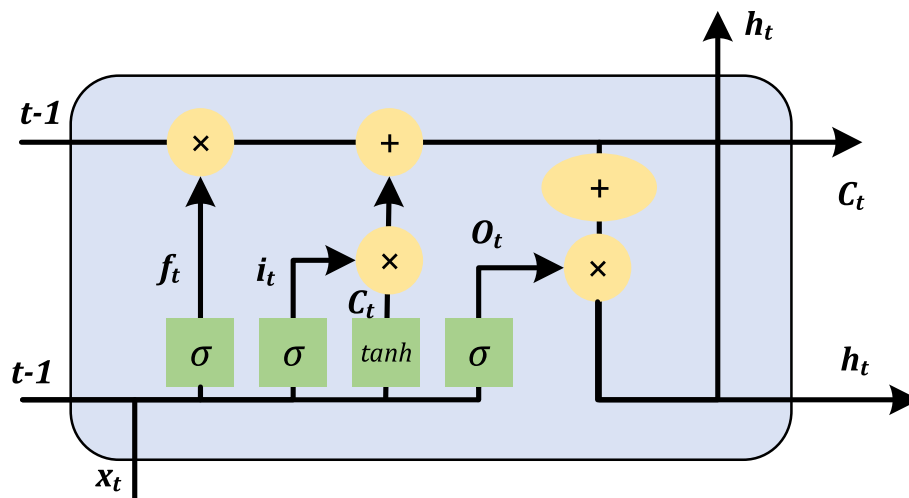 h_t
t-1
× +
C_t
+
O_t
f_t i_t × ×
C_t
σ σ tanh σ
t-1
h_t
x_t